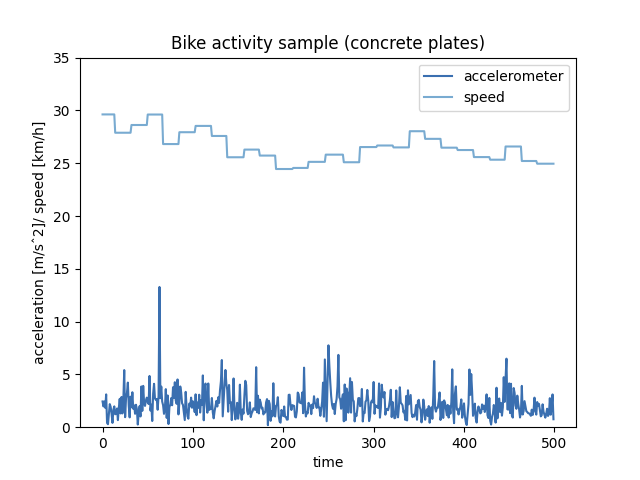 Bike activity sample (concrete plates)
accelerometer
speed
acceleration [m/sˆ2]/ speed [km/h]
35
30
25
20
15
10
5
0
0 100 200 300 400 500
time